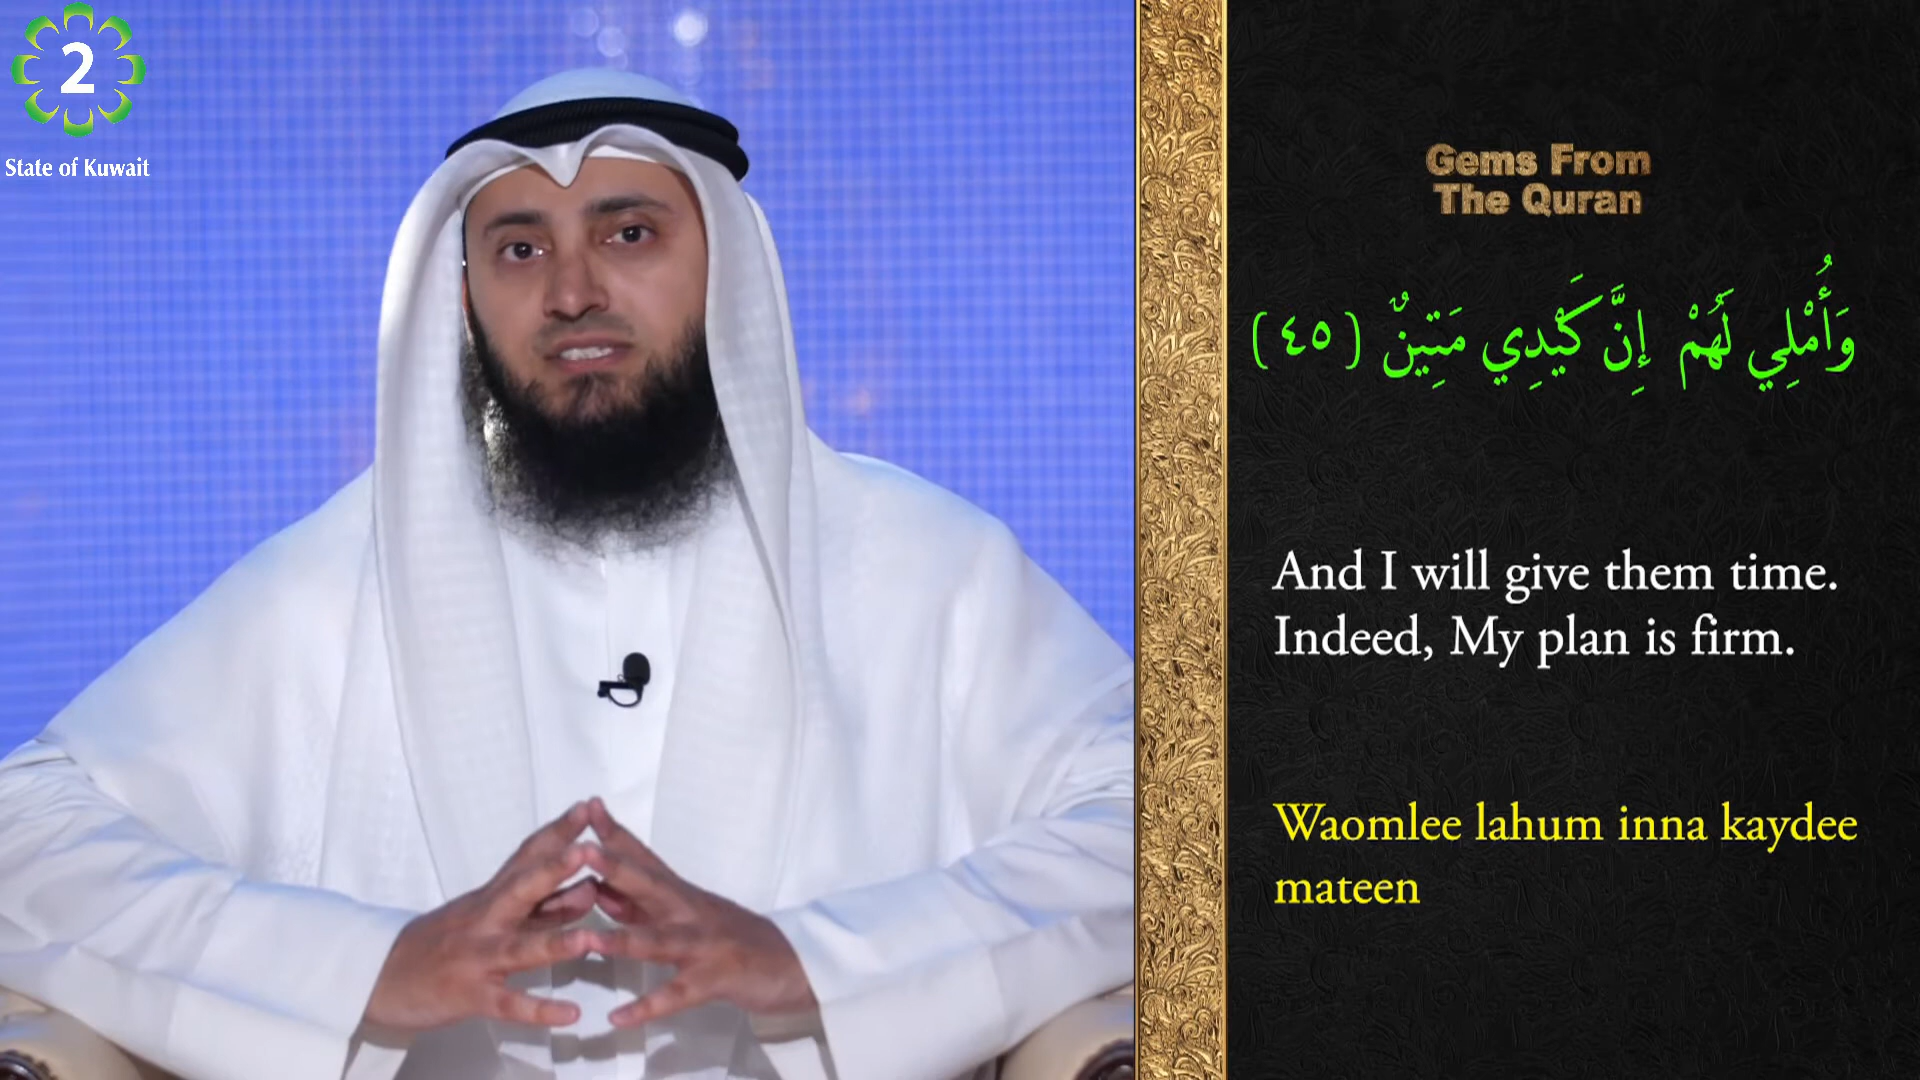 2
State of Kuwait
Gems From
The Quran
وَأُمْلِي لَهُمْ إِنَّ كَيْدِي مَتِينٌ (٤٥)
And I will give them time.
Indeed, My plan is firm.
Waomlee lahum inna kaydee
mateen